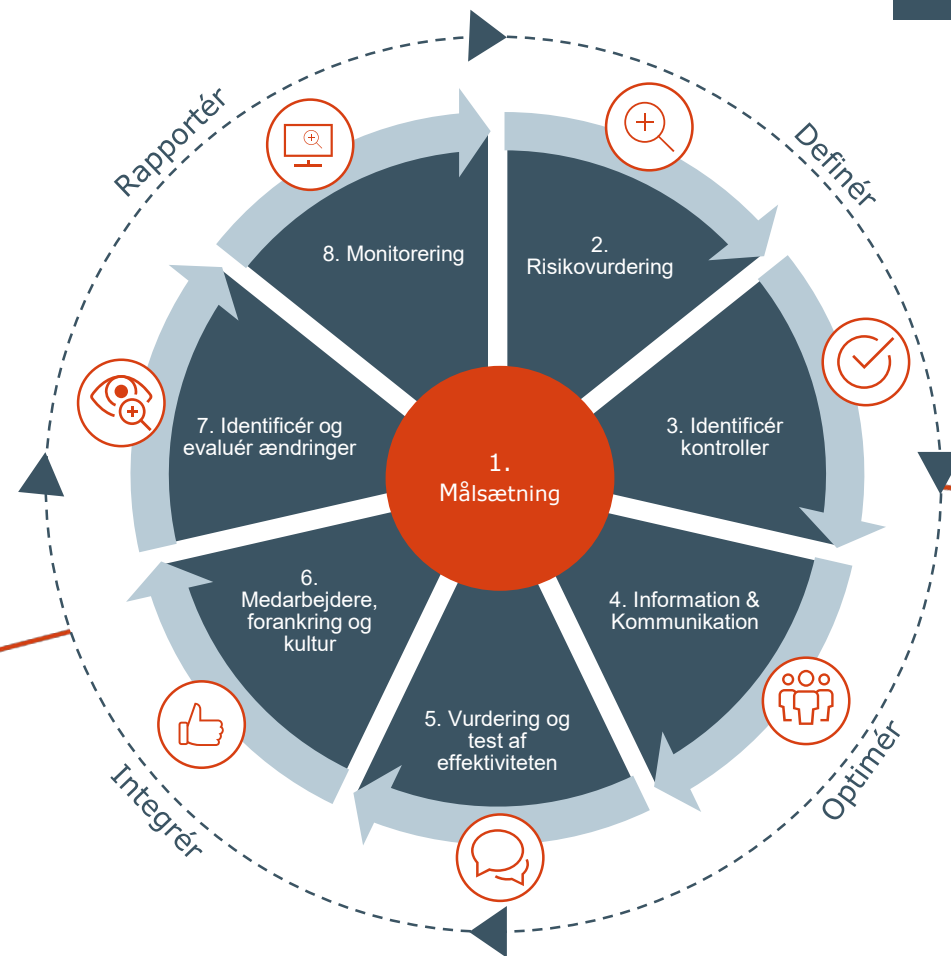 Rapportér
Definér
8. Monitorering
2.
Risikovurdering
7. Identificér og
evaluér ændringer
3. Identificér
kontroller
1.
Målsætning
6.
Medarbejdere,
forankring og
kultur
4. Information &
Kommunikation
5. Vurdering og
test af
effektiviteten
Integrér
Optimér